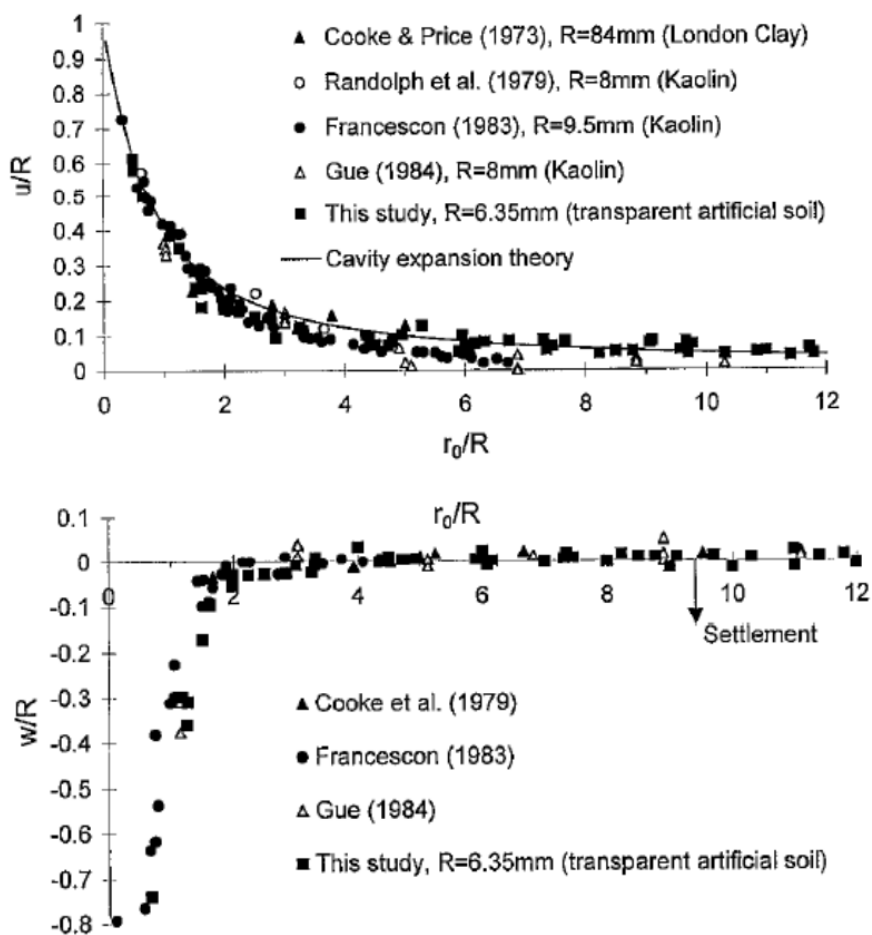 1
0.9
▲ Cooke & Price (1973), R=84mm (London Clay)
0.8
○ Randolph et al. (1979), R=8mm (Kaolin)
0.7
● Francescon (1983), R=9.5mm (Kaolin)
0.6
△ Gue (1984), R=8mm (Kaolin)
0.5
■ This study, R=6.35mm (transparent artificial soil)
0.4
Cavity expansion theory
0.3
0.2
0.1
0
u/R
0 2 4 6 8 10 12
r₀/R
r₀/R
0.1
0
0 2 4 6 8 10 12
-0.1
Settlement
-0.2
-0.3
▲ Cooke et al. (1979)
-0.4
● Francescon (1983)
-0.5
△ Gue (1984)
-0.6
■ This study, R=6.35mm (transparent artificial soil)
-0.7
-0.8
w/R